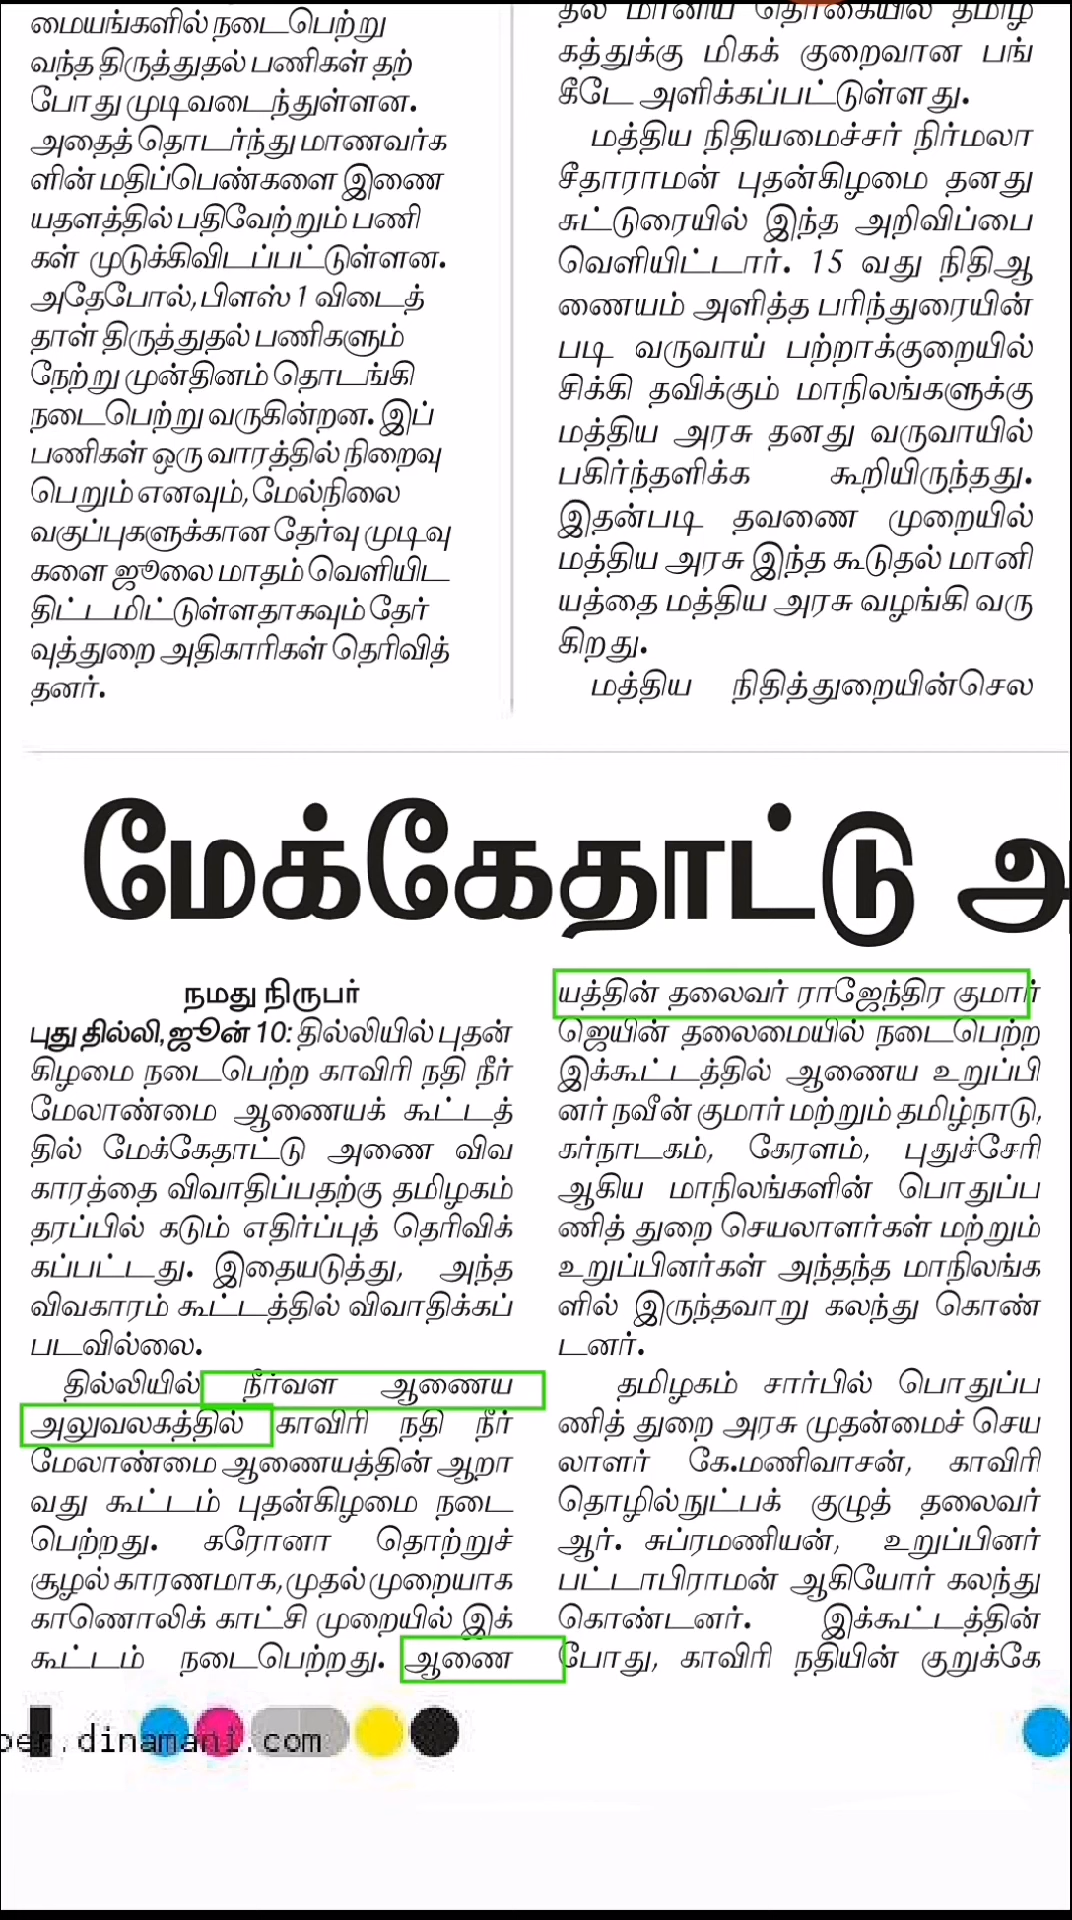 மையங்களில் நடைபெற்று
வந்த திருத்துதல் பணிகள் தற்
போது முடிவடைந்துள்ளன.
அதைத் தொடர்ந்து மாணவர்க
ளின் மதிப்பெண்களை இணை
யதளத்தில் பதிவேற்றும் பணி
கள் முடுக்கிவிடப்பட்டுள்ளன.
அதேபோல், பிளஸ் 1 விடைத்
தாள் திருத்துதல் பணிகளும்
நேற்று முன்தினம் தொடங்கி
நடைபெற்று வருகின்றன. இப்
பணிகள் ஒரு வாரத்தில் நிறைவு
பெறும் எனவும், மேல்நிலை
வகுப்புகளுக்கான தேர்வு முடிவு
களை ஜூலை மாதம் வெளியிட
திட்டமிட்டுள்ளதாகவும் தேர்
வுத்துறை அதிகாரிகள் தெரிவித்
தனர்.
தல் மானிய தொகையில் தமிழ
கத்துக்கு மிகக் குறைவான பங்
கீடே அளிக்கப்பட்டுள்ளது.
மத்திய நிதியமைச்சர் நிர்மலா
சீதாராமன் புதன்கிழமை தனது
சுட்டுரையில் இந்த அறிவிப்பை
வெளியிட்டார். 15 வது நிதிஆ
ணையம் அளித்த பரிந்துரையின்
படி வருவாய் பற்றாக்குறையில்
சிக்கி தவிக்கும் மாநிலங்களுக்கு
மத்திய அரசு தனது வருவாயில்
பகிர்ந்தளிக்க கூறியிருந்தது.
இதன்படி தவணை முறையில்
மத்திய அரசு இந்த கூடுதல் மானி
யத்தை மத்திய அரசு வழங்கி வரு
கிறது.
மத்திய நிதித்துறையின்செல
மேக்கேதாட்டு அ
நமது நிருபர்
புது தில்லி, ஜூன் 10: தில்லியில் புதன்
கிழமை நடைபெற்ற காவிரி நதி நீர்
மேலாண்மை ஆணையக் கூட்டத்
தில் மேக்கேதாட்டு அணை விவ
காரத்தை விவாதிப்பதற்கு தமிழகம்
தரப்பில் கடும் எதிர்ப்புத் தெரிவிக்
கப்பட்டது. இதையடுத்து, அந்த
விவகாரம் கூட்டத்தில் விவாதிக்கப்
படவில்லை.
தில்லியில் நீர்வள ஆணைய
அலுவலகத்தில் காவிரி நதி நீர்
மேலாண்மை ஆணையத்தின் ஆறா
வது கூட்டம் புதன்கிழமை நடை
பெற்றது. கரோனா தொற்றுச்
சூழல் காரணமாக, முதல் முறையாக
காணொலிக் காட்சி முறையில் இக்
கூட்டம் நடைபெற்றது. ஆணை
யத்தின் தலைவர் ராஜேந்திர குமார்
ஜெயின் தலைமையில் நடைபெற்ற
இக்கூட்டத்தில் ஆணைய உறுப்பி
னர் நவீன் குமார் மற்றும் தமிழ்நாடு,
கர்நாடகம், கேரளம், புதுச்சேரி
ஆகிய மாநிலங்களின் பொதுப்ப
ணித் துறை செயலாளர்கள் மற்றும்
உறுப்பினர்கள் அந்தந்த மாநிலங்க
ளில் இருந்தவாறு கலந்து கொண்
டனர்.
தமிழகம் சார்பில் பொதுப்ப
ணித் துறை அரசு முதன்மைச் செய
லாளர் கே.மணிவாசன், காவிரி
தொழில்நுட்பக் குழுத் தலைவர்
ஆர். சுப்ரமணியன், உறுப்பினர்
பட்டாபிராமன் ஆகியோர் கலந்து
கொண்டனர். இக்கூட்டத்தின்
போது, காவிரி நதியின் குறுக்கே
per.dinamani.com